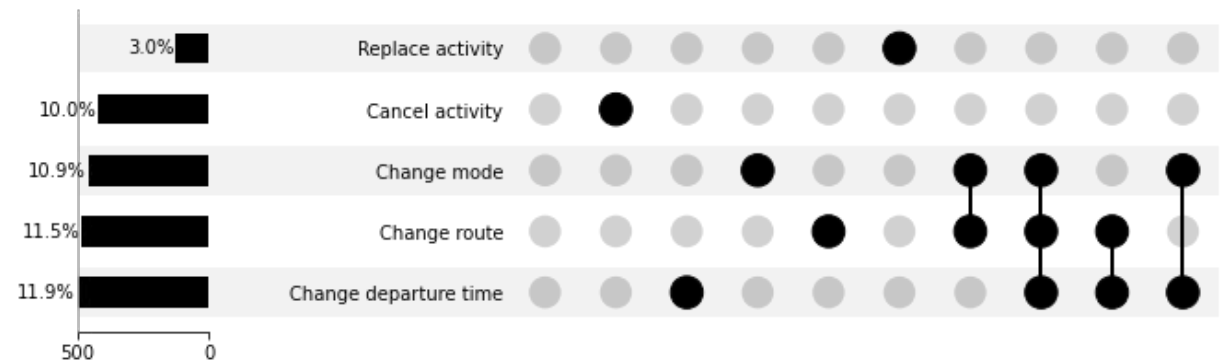 3.0% Replace activity
10.0% Cancel activity
10.9% Change mode
11.5% Change route
11.9% Change departure time
500 0